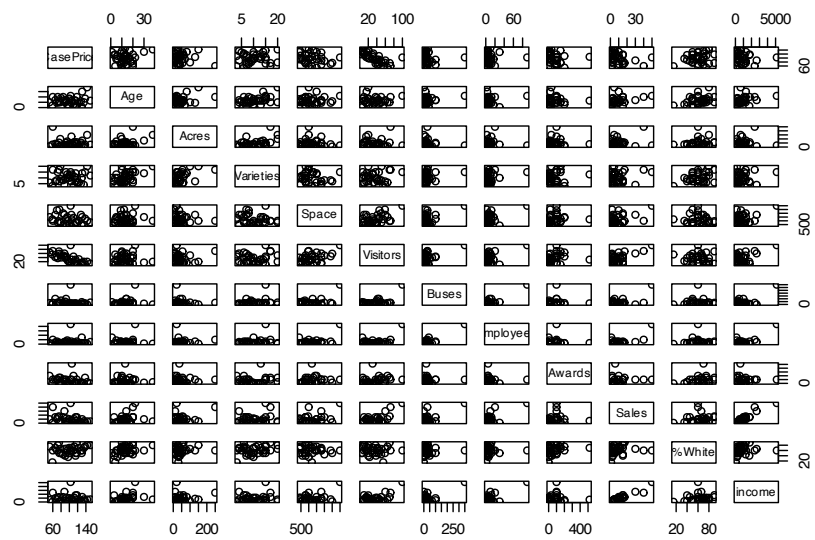 0 30 5 20 20 100 0 60 0 30 0 5000
asePric 60
0 Age
Acres 0
5 Varieties
Space 500
20 Visitors
Buses 0
0 mployee
Awards 0
0 Sales
%White 20
0 income
60 140 0 200 500 0 250 0 400 20 80